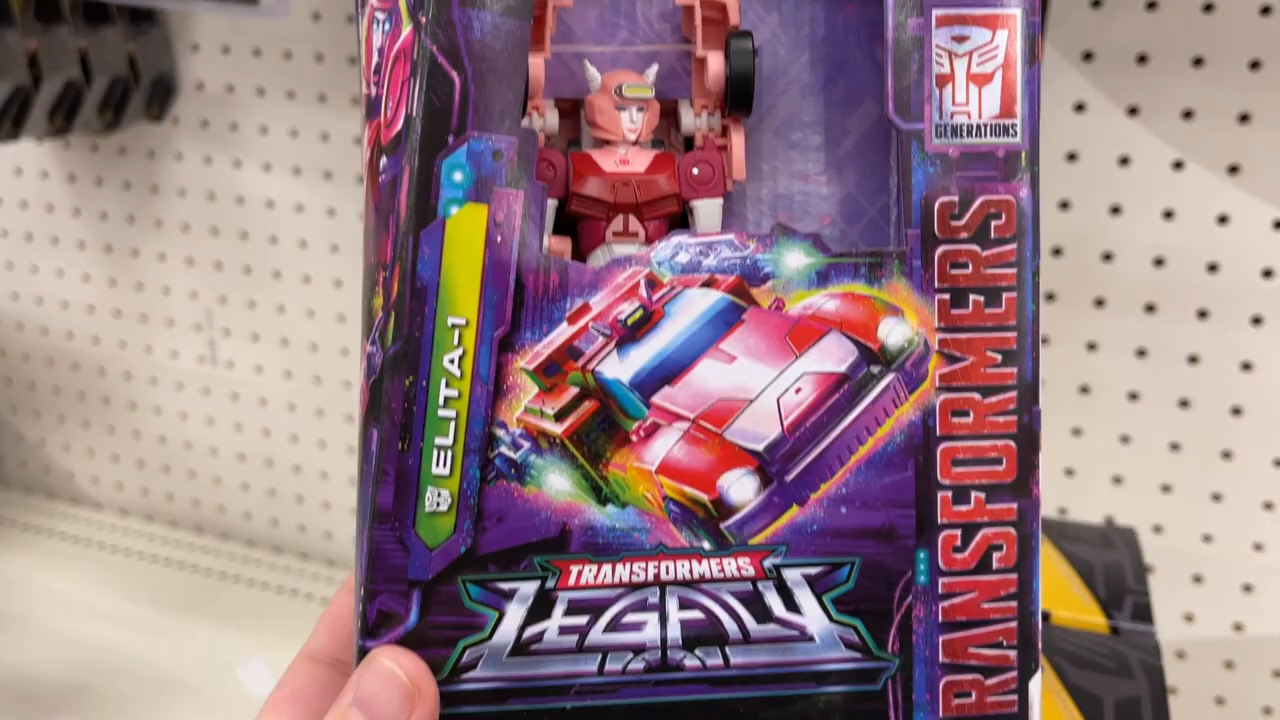 GENERATIONS
TRANSFORMERS
ELITA-1
TRANSFORMERS
LEGACY